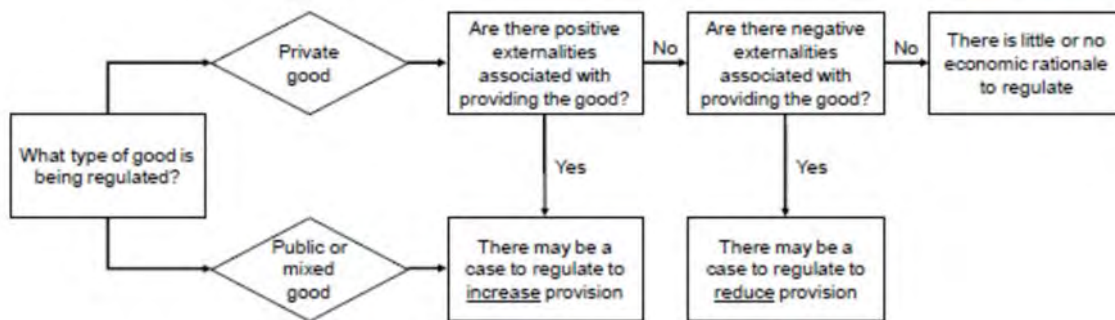 What type of good is
being regulated?
Private
good
Are there positive
externalities
associated with
providing the good?
No
Are there negative
externalities
associated with
providing the good?
No
There is little or no
economic rationale
to regulate
Yes
Yes
Public or
mixed
good
There may be a
case to regulate to
increase provision
There may be a
case to regulate to
reduce provision